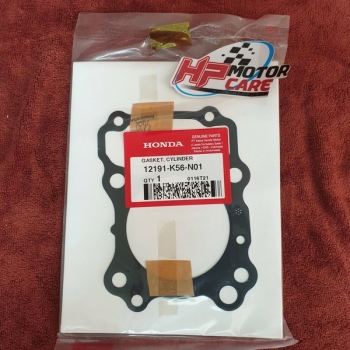 HP MOTOR
CARE
HONDA
GENUINE PARTS
GASKET, CYLINDER
12191-K56-N01
QTY 1
0116T21